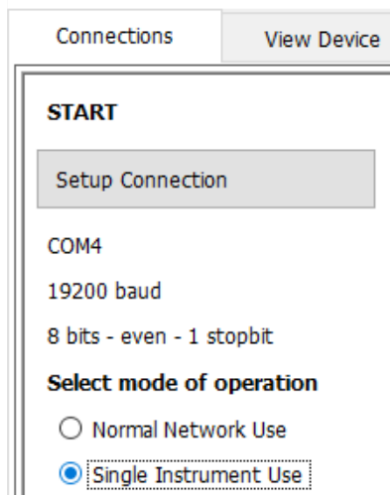 Connections View Device
START
Setup Connection
COM4
19200 baud
8 bits - even - 1 stopbit
Select mode of operation
Normal Network Use
Single Instrument Use